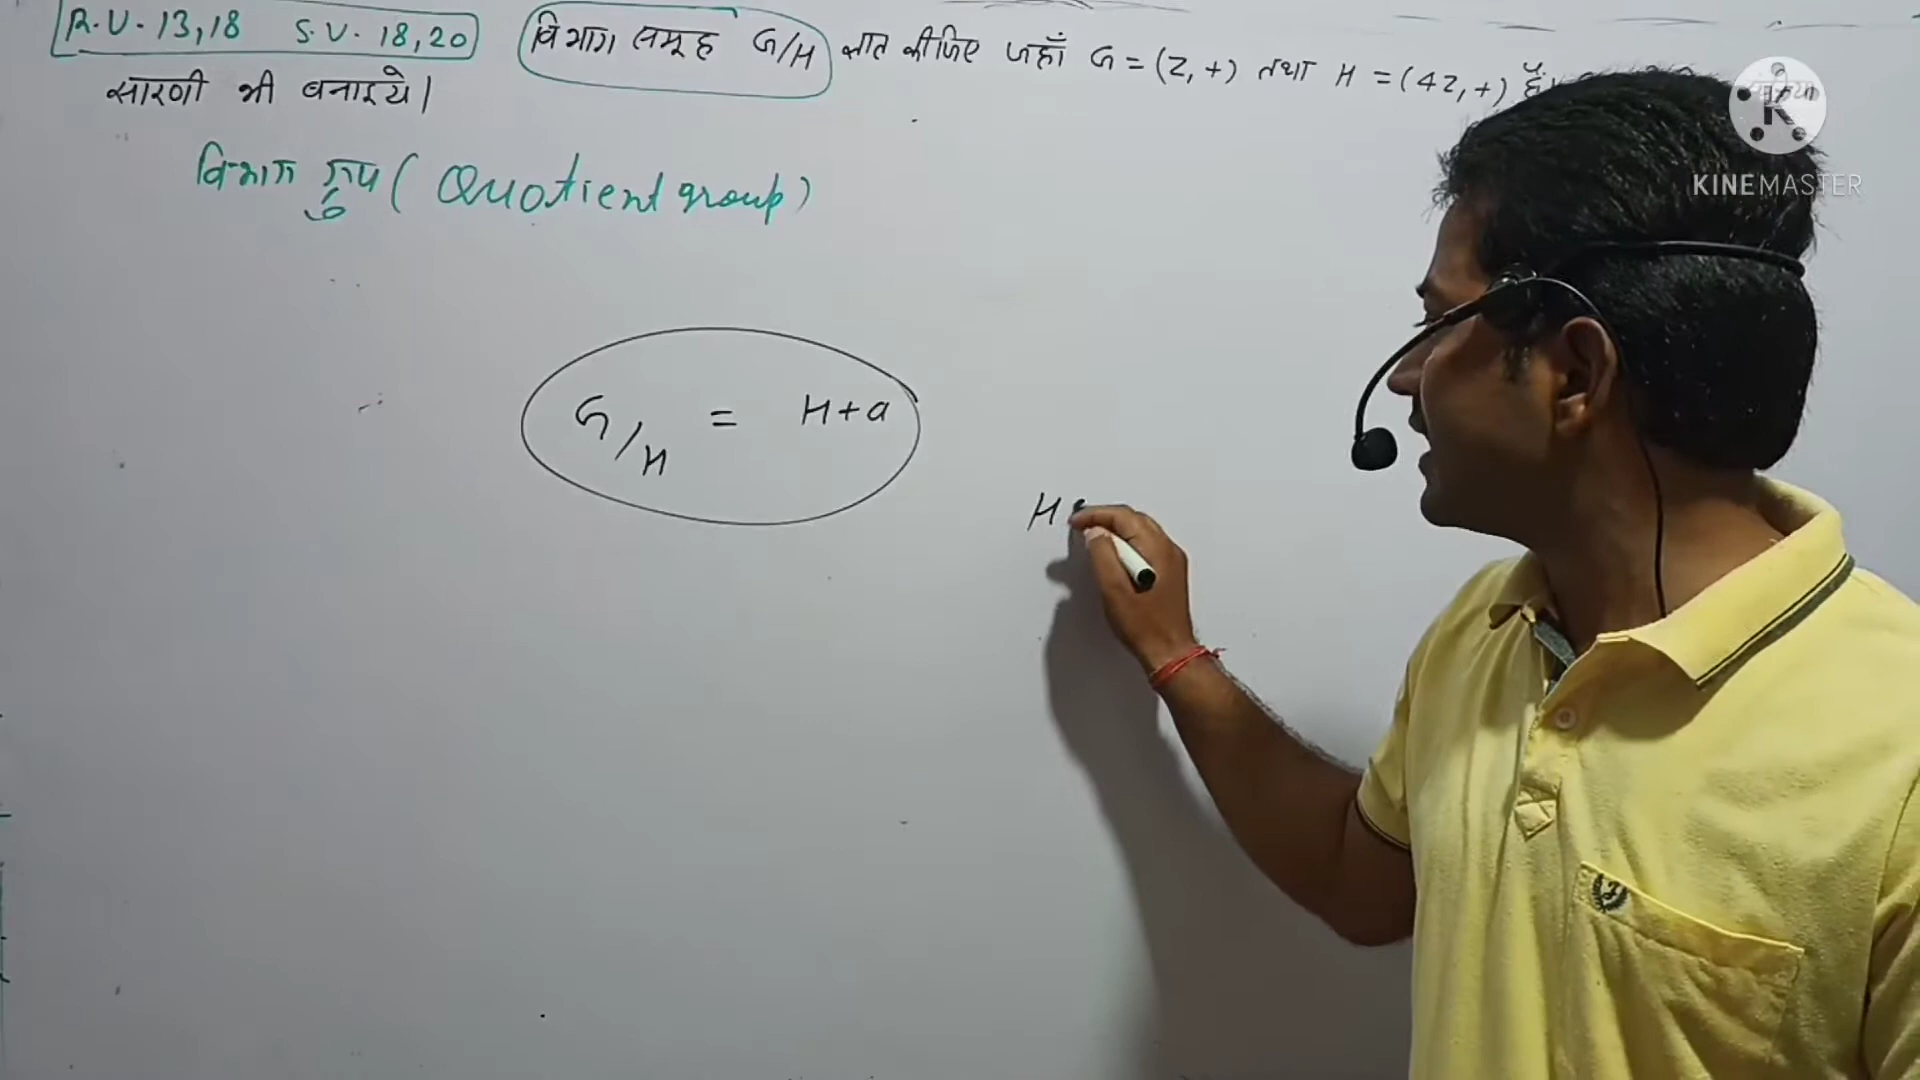 R.U. 13,18 S.U. 18,20 विभाग समूह G/H ज्ञात कीजिए जहाँ G = (Z,+) तथा H = (4Z,+) हैं।
सारणी भी बनाइये।
KINEMASTER
विभाग ग्रुप (Quotient group)
G/H = H+a
H